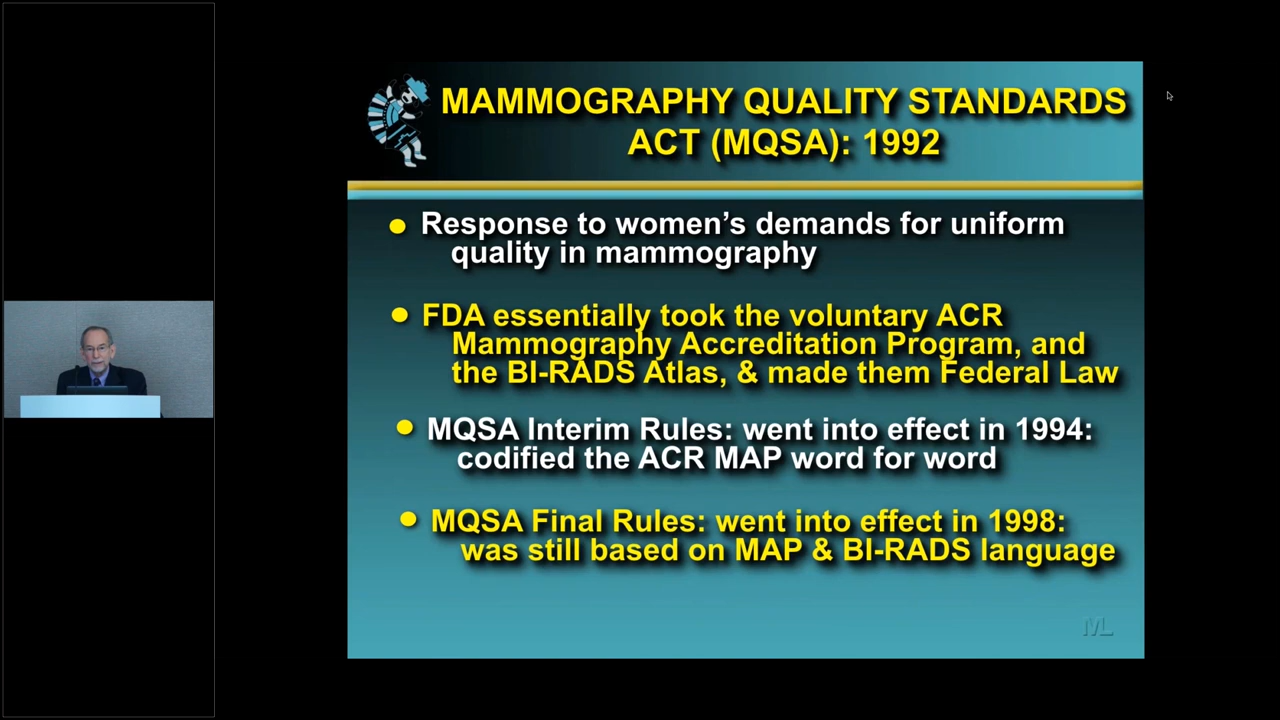 MAMMOGRAPHY QUALITY STANDARDS
ACT (MQSA): 1992
Response to women's demands for uniform
quality in mammography
FDA essentially took the voluntary ACR
Mammography Accreditation Program, and
the BI-RADS Atlas, & made them Federal Law
MQSA Interim Rules: went into effect in 1994:
codified the ACR MAP word for word
MQSA Final Rules: went into effect in 1998:
was still based on MAP & BI-RADS language
ML